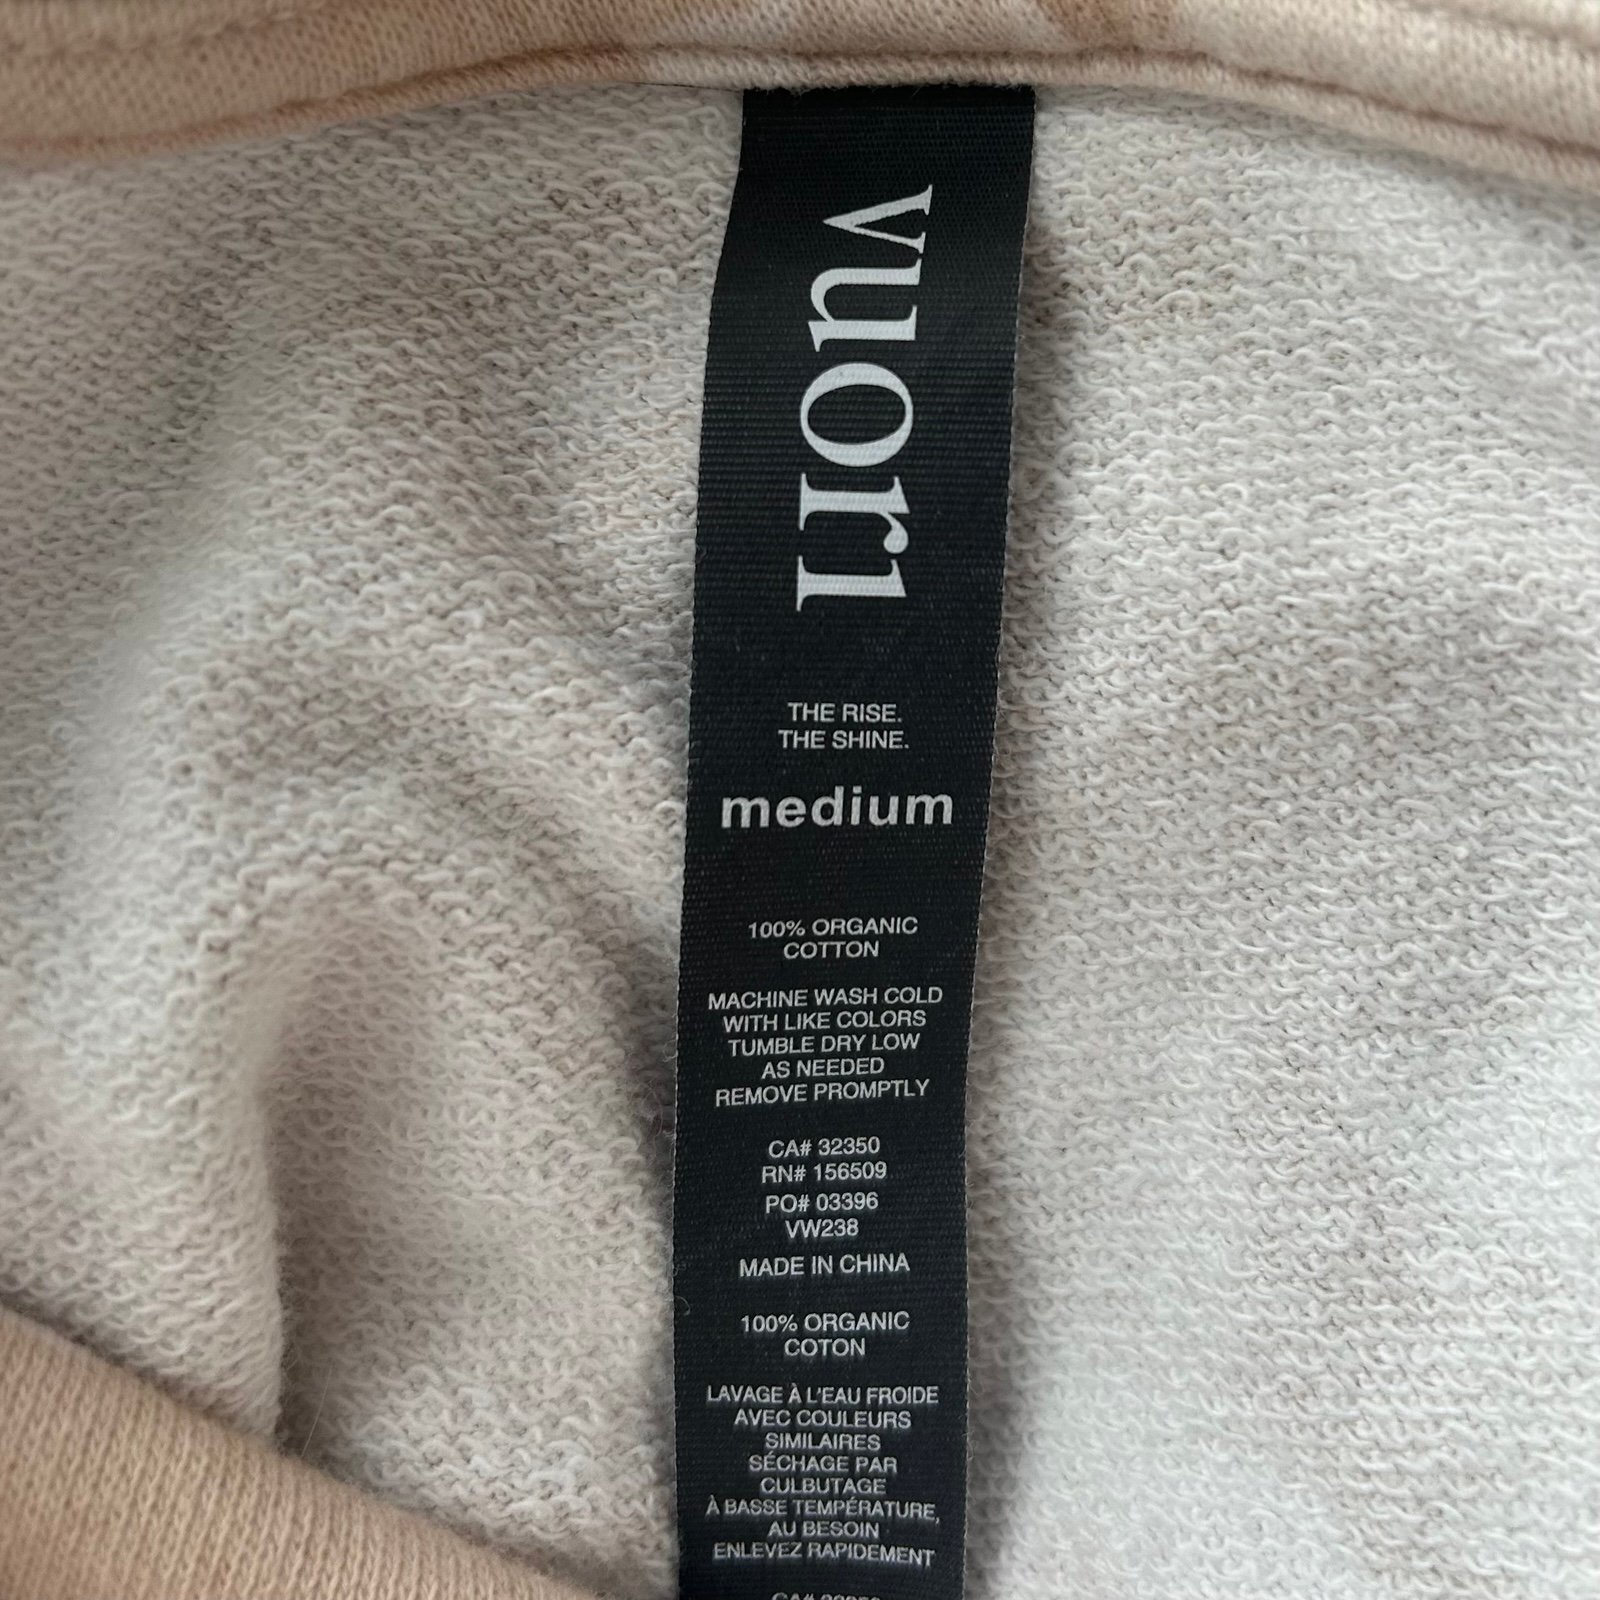 vuori
THE RISE.
THE SHINE.
medium
100% ORGANIC
COTTON
MACHINE WASH COLD
WITH LIKE COLORS
TUMBLE DRY LOW
AS NEEDED
REMOVE PROMPTLY
CA# 32350
RN# 156509
PO# 03396
VW238
MADE IN CHINA
100% ORGANIC
COTON
LAVAGE À L'EAU FROIDE
AVEC COULEURS
SIMILAIRES
SÉCHAGE PAR
CULBUTAGE
À BASSE TEMPÉRATURE,
AU BESOIN
ENLEVEZ RAPIDEMENT